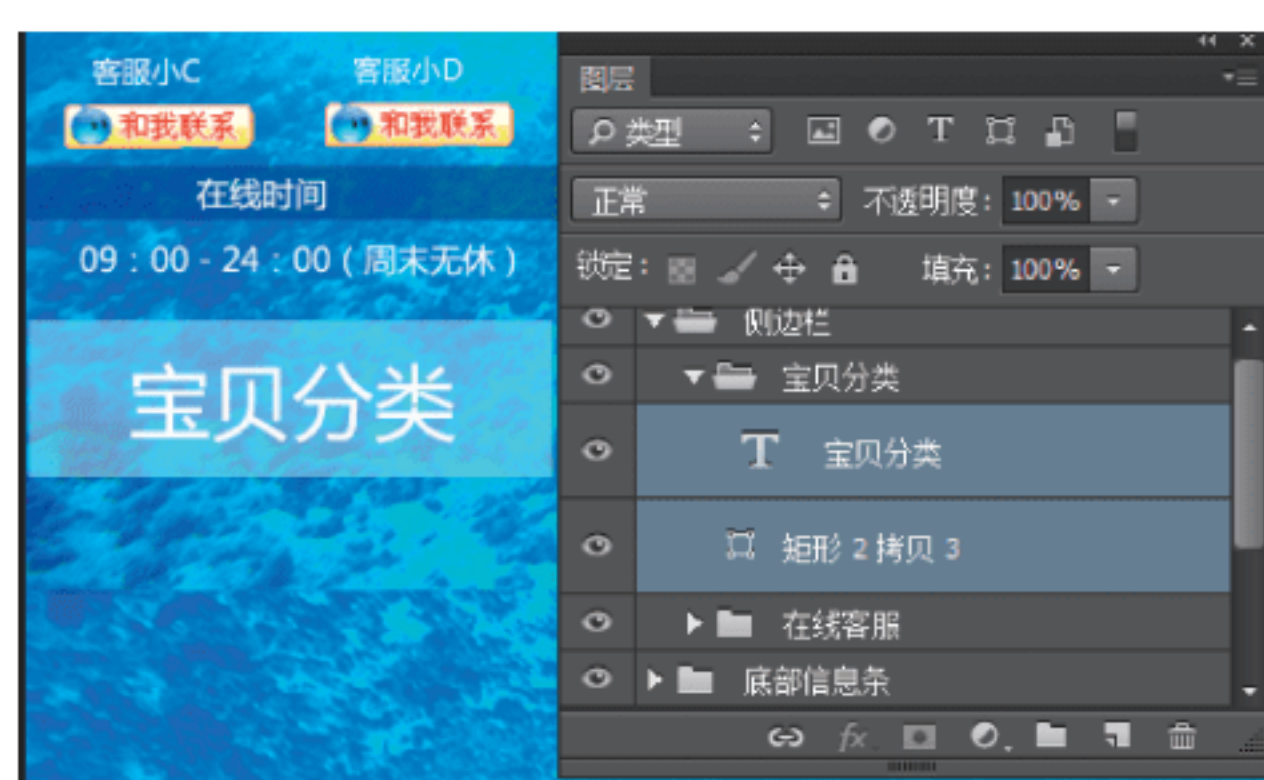 客服小C 客服小D
和我联系 和我联系
在线时间
09：00 - 24：00 ( 周末无休 )
宝贝分类
图层
类型
正常 不透明度： 100%
锁定： 填充： 100%
侧边栏
宝贝分类
T 宝贝分类
矩形 2 拷贝 3
在线客服
底部信息条
fx